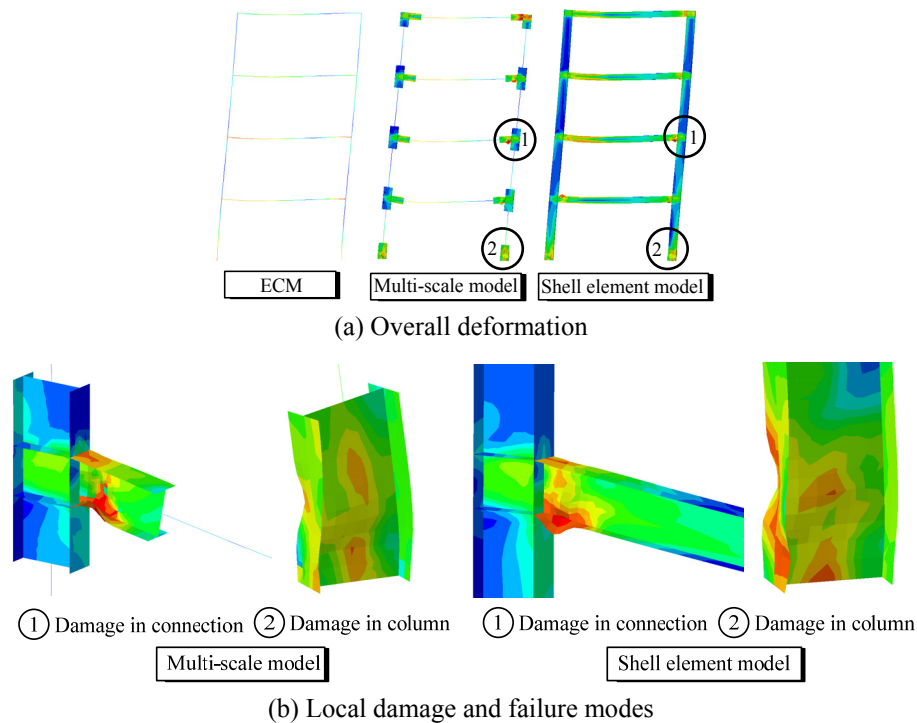 1
1
2
2
ECM
Multi-scale model
Shell element model
(a) Overall deformation
1 Damage in connection 2 Damage in column
1 Damage in connection 2 Damage in column
Multi-scale model
Shell element model
(b) Local damage and failure modes